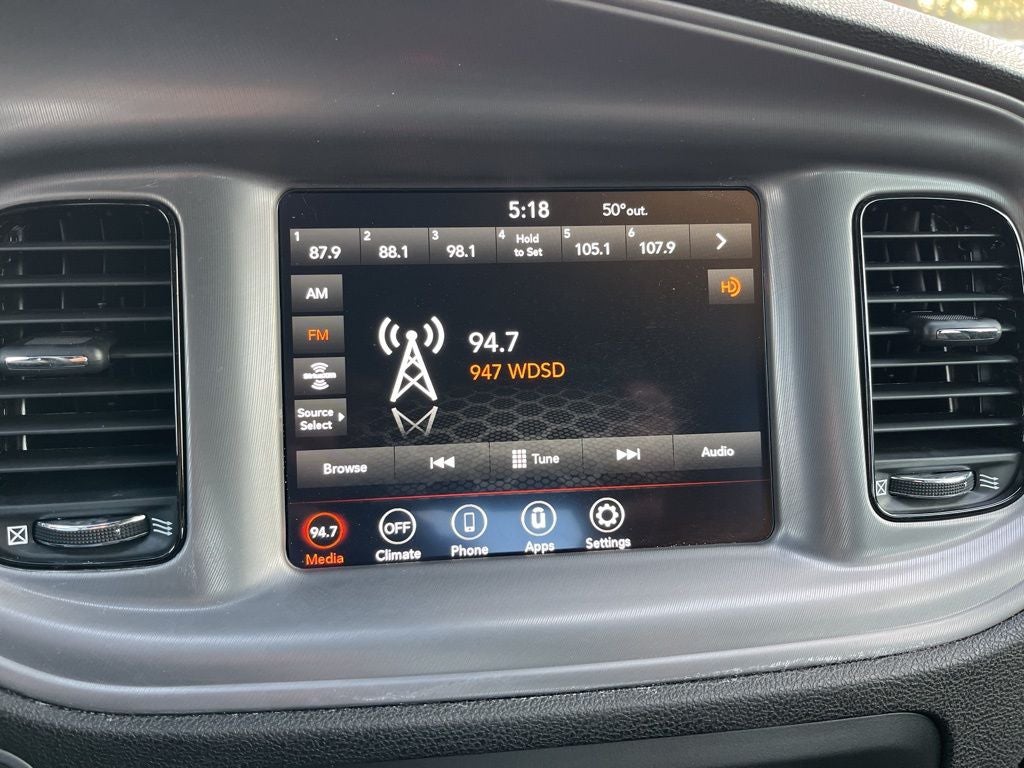 5:18 50°out.
1 87.9 2 88.1 3 98.1 4 Hold to Set 5 105.1 6 107.9
AM
HD
FM
94.7
947 WDSD
SiriusXM
Source
Select
Browse Tune Audio
94.7 OFF
Media Climate Phone Apps Settings